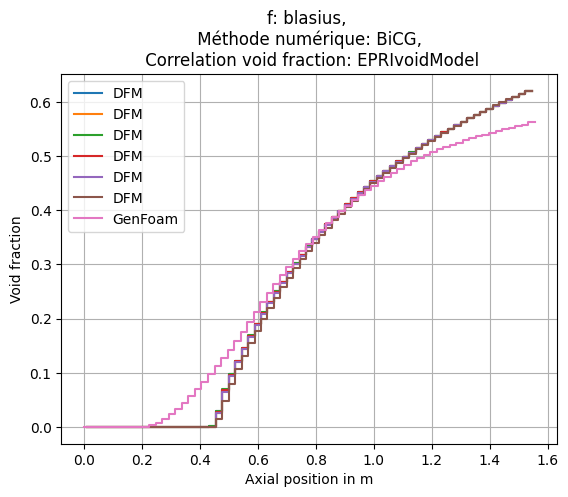 f: blasius,
Méthode numérique: BiCG,
Correlation void fraction: EPRIvoidModel
DFM
DFM
DFM
DFM
DFM
DFM
GenFoam
Void fraction
0.6
0.5
0.4
0.3
0.2
0.1
0.0
0.0 0.2 0.4 0.6 0.8 1.0 1.2 1.4 1.6
Axial position in m